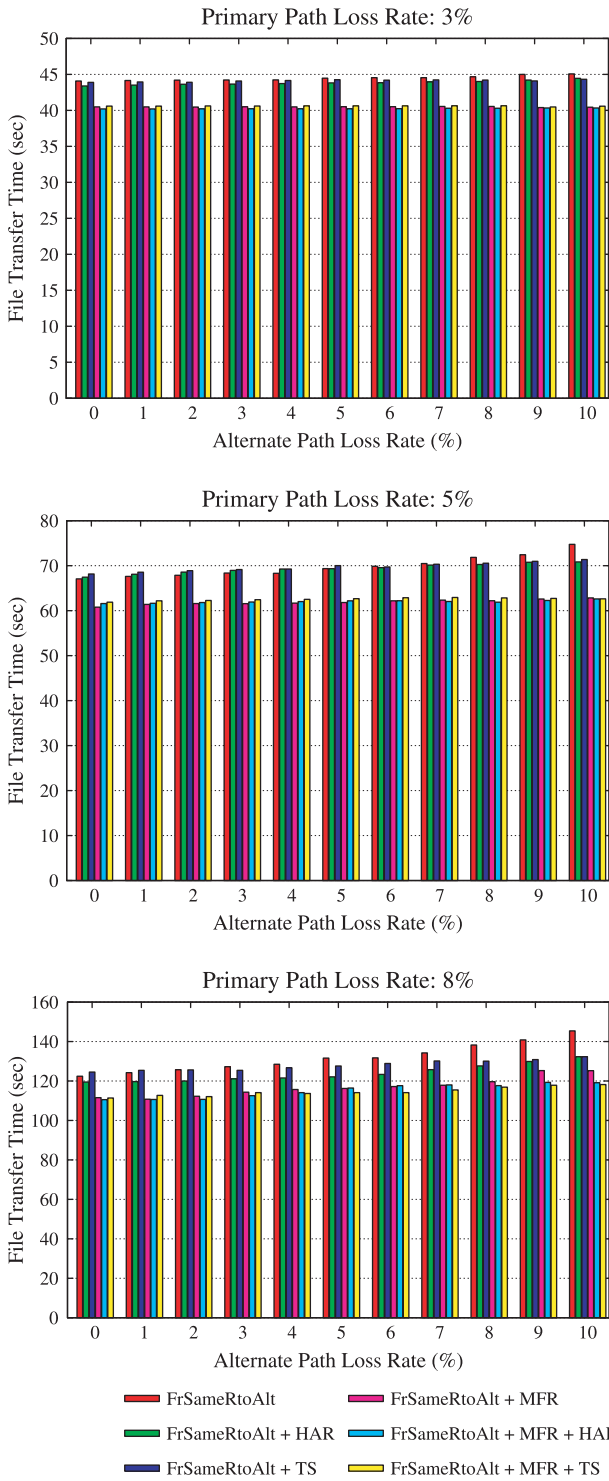 Primary Path Loss Rate: 3%
50
45
40
35
30
25
20
15
10
5
0
File Transfer Time (sec)
0 1 2 3 4 5 6 7 8 9 10
Alternate Path Loss Rate (%)
Primary Path Loss Rate: 5%
80
70
60
50
40
30
20
10
0
File Transfer Time (sec)
0 1 2 3 4 5 6 7 8 9 10
Alternate Path Loss Rate (%)
Primary Path Loss Rate: 8%
160
140
120
100
80
60
40
20
0
File Transfer Time (sec)
0 1 2 3 4 5 6 7 8 9 10
Alternate Path Loss Rate (%)
FrSameRtoAlt
FrSameRtoAlt + MFR
FrSameRtoAlt + HAR
FrSameRtoAlt + MFR +
FrSameRtoAlt + TS
FrSameRtoAlt + MFR + TS